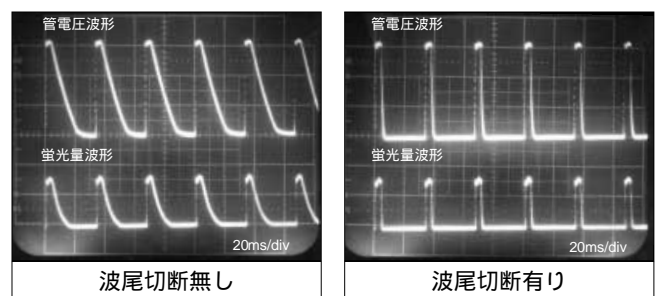 管電圧波形
蛍光量波形
20ms/div
波尾切断無し
管電圧波形
蛍光量波形
20ms/div
波尾切断有り